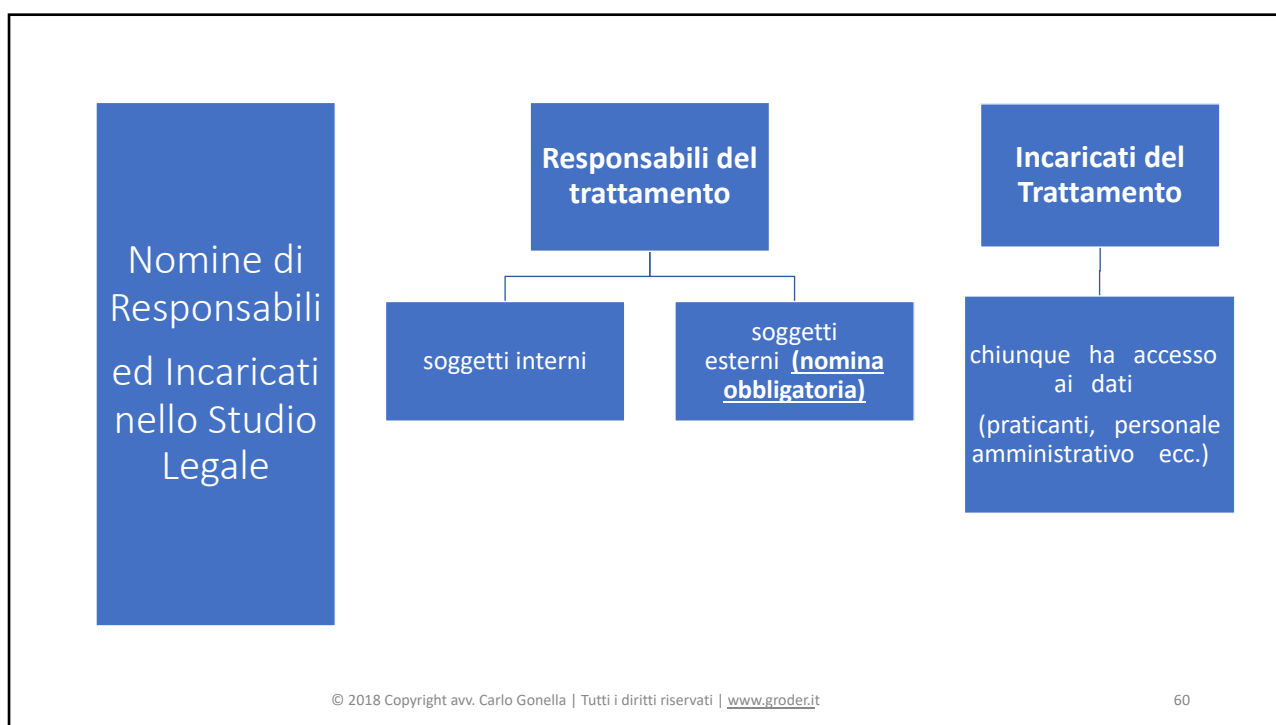 Nomine di
Responsabili
ed Incaricati
nello Studio
Legale
Responsabili del
trattamento
soggetti interni
soggetti
esterni (nomina
obbligatoria)
Incaricati del
Trattamento
chiunque ha accesso
ai dati
(praticanti, personale
amministrativo ecc.)
© 2018 Copyright avv. Carlo Gonella | Tutti i diritti riservati | www.groder.it
60